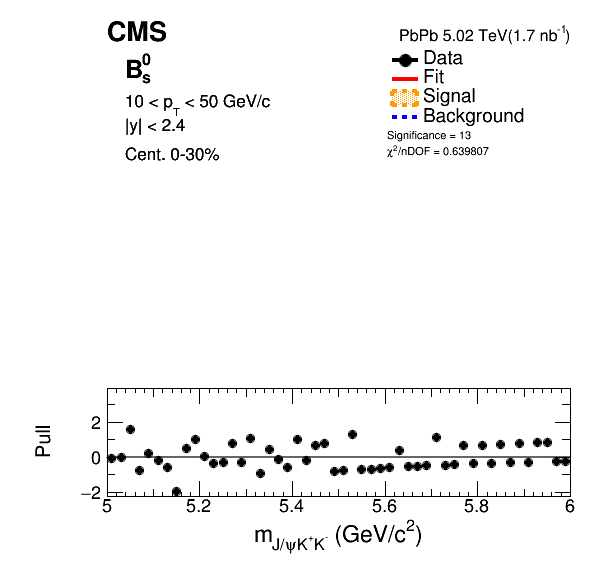 CMS
PbPb 5.02 TeV(1.7 nb⁻¹)
B⁰ₛ
Data
Fit
Signal
Background
10 < p_T < 50 GeV/c
|y| < 2.4
Cent. 0-30%
Significance = 13
χ²/nDOF = 0.639807
Pull
2
0
−2
5 5.2 5.4 5.6 5.8 6
m_J/ψK⁺K⁻ (GeV/c²)